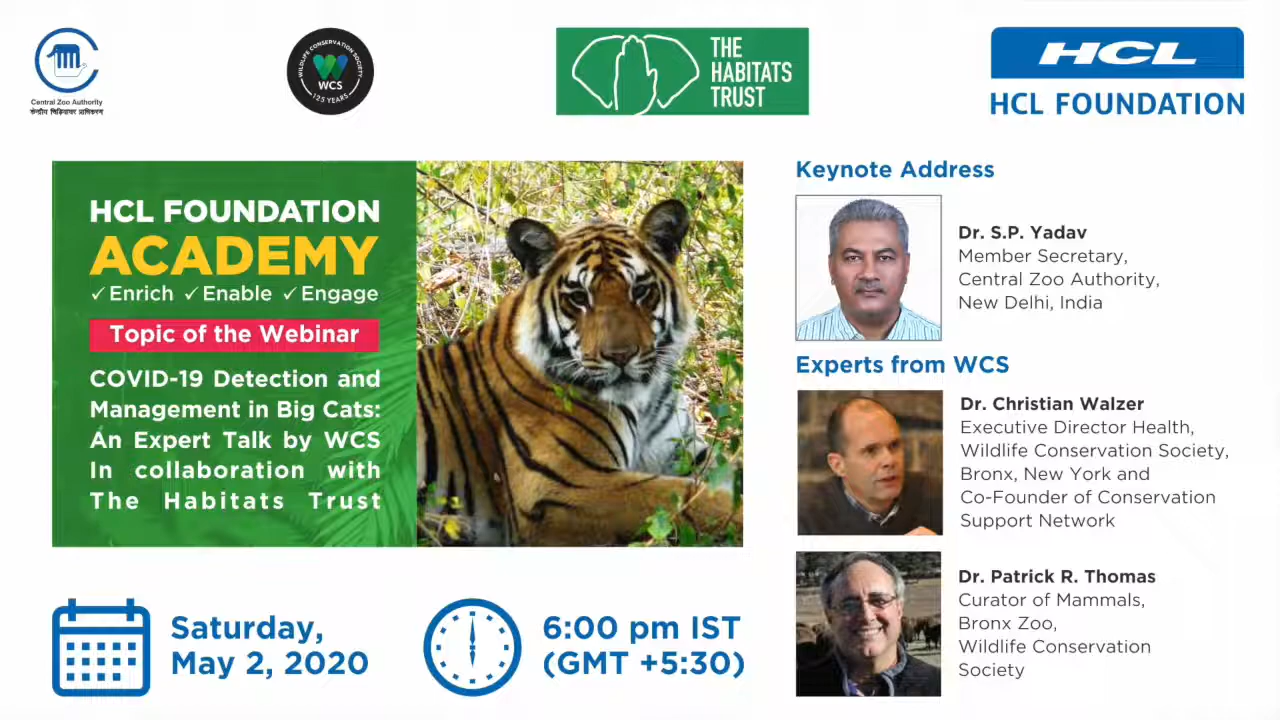 Central Zoo Authority
केन्द्रीय चिड़ियाघर प्राधिकरण
WILDLIFE CONSERVATION SOCIETY
WCS
125 YEARS
THE
HABITATS
TRUST
HCL
HCL FOUNDATION
HCL FOUNDATION
ACADEMY
✓Enrich ✓Enable ✓Engage
Topic of the Webinar
COVID-19 Detection and
Management in Big Cats:
An Expert Talk by WCS
In collaboration with
The Habitats Trust
Saturday,
May 2, 2020
6:00 pm IST
(GMT +5:30)
Keynote Address
Dr. S.P. Yadav
Member Secretary,
Central Zoo Authority,
New Delhi, India
Experts from WCS
Dr. Christian Walzer
Executive Director Health,
Wildlife Conservation Society,
Bronx, New York and
Co-Founder of Conservation
Support Network
Dr. Patrick R. Thomas
Curator of Mammals,
Bronx Zoo,
Wildlife Conservation
Society